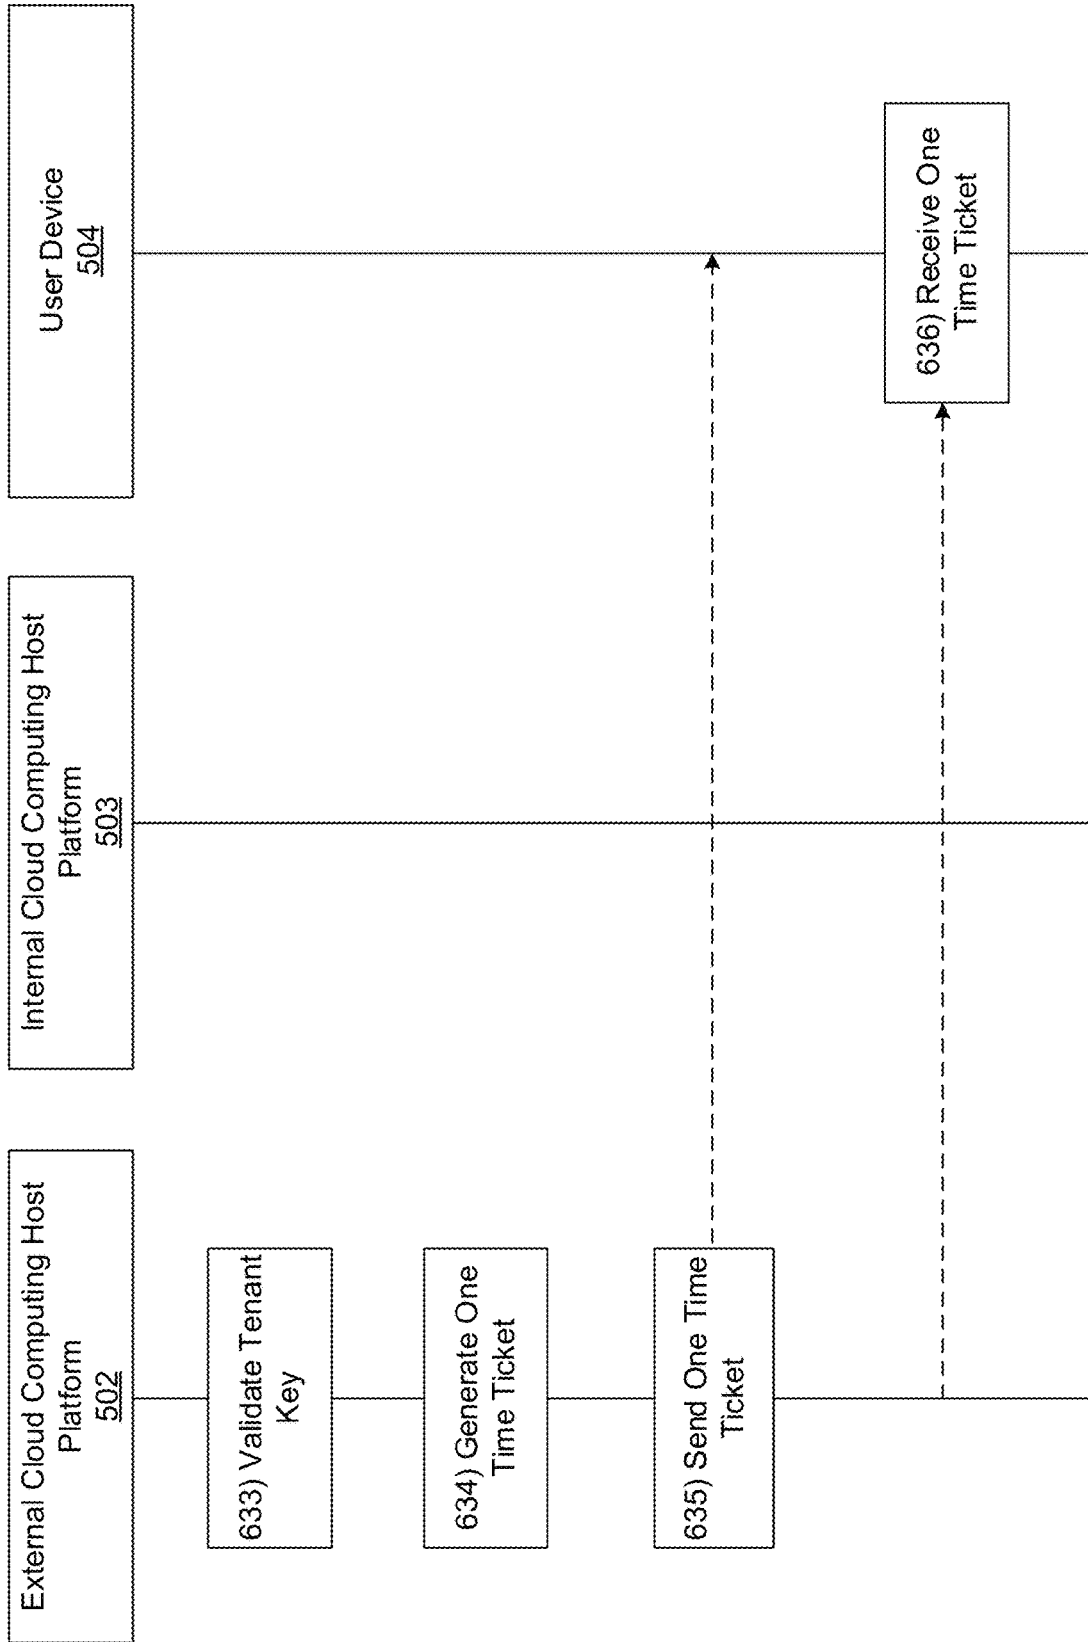 External Cloud Computing Host
Platform
502
Internal Cloud Computing Host
Platform
503
User Device
504
633) Validate Tenant
Key
634) Generate One
Time Ticket
635) Send One Time
Ticket
636) Receive One
Time Ticket